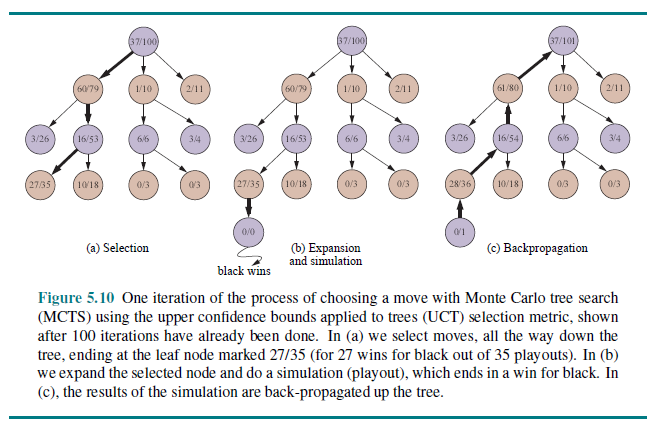 37/100
60/79 1/10 2/11
3/26 16/53 6/6 3/4
27/35 10/18 0/3 0/3
(a) Selection
37/100
60/79 1/10 2/11
3/26 16/53 6/6 3/4
27/35 10/18 0/3 0/3
0/0
black wins
(b) Expansion
and simulation
37/101
61/80 1/10 2/11
3/26 16/54 6/6 3/4
28/36 10/18 0/3 0/3
0/1
(c) Backpropagation
Figure 5.10 One iteration of the process of choosing a move with Monte Carlo tree search
(MCTS) using the upper confidence bounds applied to trees (UCT) selection metric, shown
after 100 iterations have already been done. In (a) we select moves, all the way down the
tree, ending at the leaf node marked 27/35 (for 27 wins for black out of 35 playouts). In (b)
we expand the selected node and do a simulation (playout), which ends in a win for black. In
(c), the results of the simulation are back-propagated up the tree.